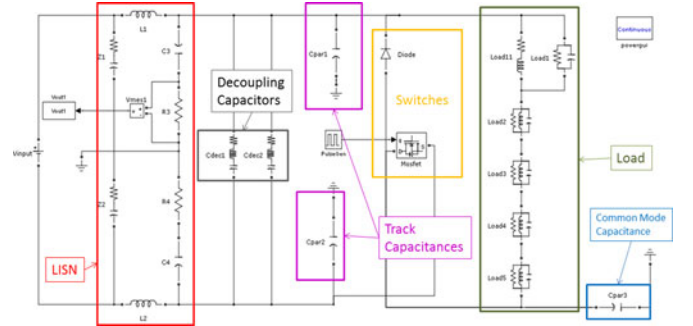 L1
Z1
C3
Vout1
Vout1
Vmes1
R3
Vinput
Z2
R4
C4
LISN
L2
Decoupling
Capacitors
Cdec1
Cdec2
Cpar1
Cpar2
Track
Capacitances
Diode
Switches
PulseGen
Mosfet
Load11
Load1
Load2
Load3
Load4
Load5
Load
Common Mode
Capacitance
Cpar3
Continuous
powergui